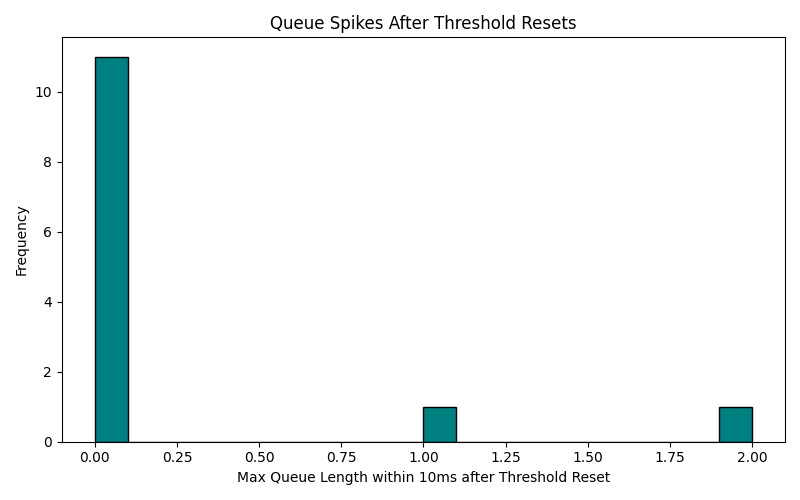 Queue Spikes After Threshold Resets
Frequency
10
8
6
4
2
0
0.00 0.25 0.50 0.75 1.00 1.25 1.50 1.75 2.00
Max Queue Length within 10ms after Threshold Reset